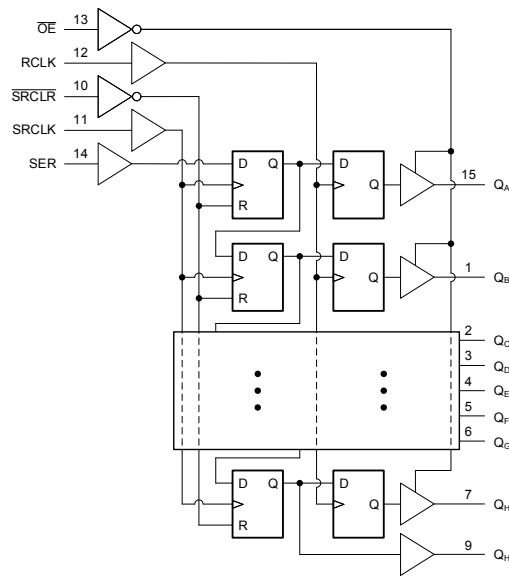 OE 13
RCLK 12
SRCLR 10
SRCLK 11
SER 14
D Q D Q
R
15 QA
D Q D Q
R
1 QB
2 QC
3 QD
4 QE
5 QF
6 QG
D Q D Q
R
7 QH
9 QH